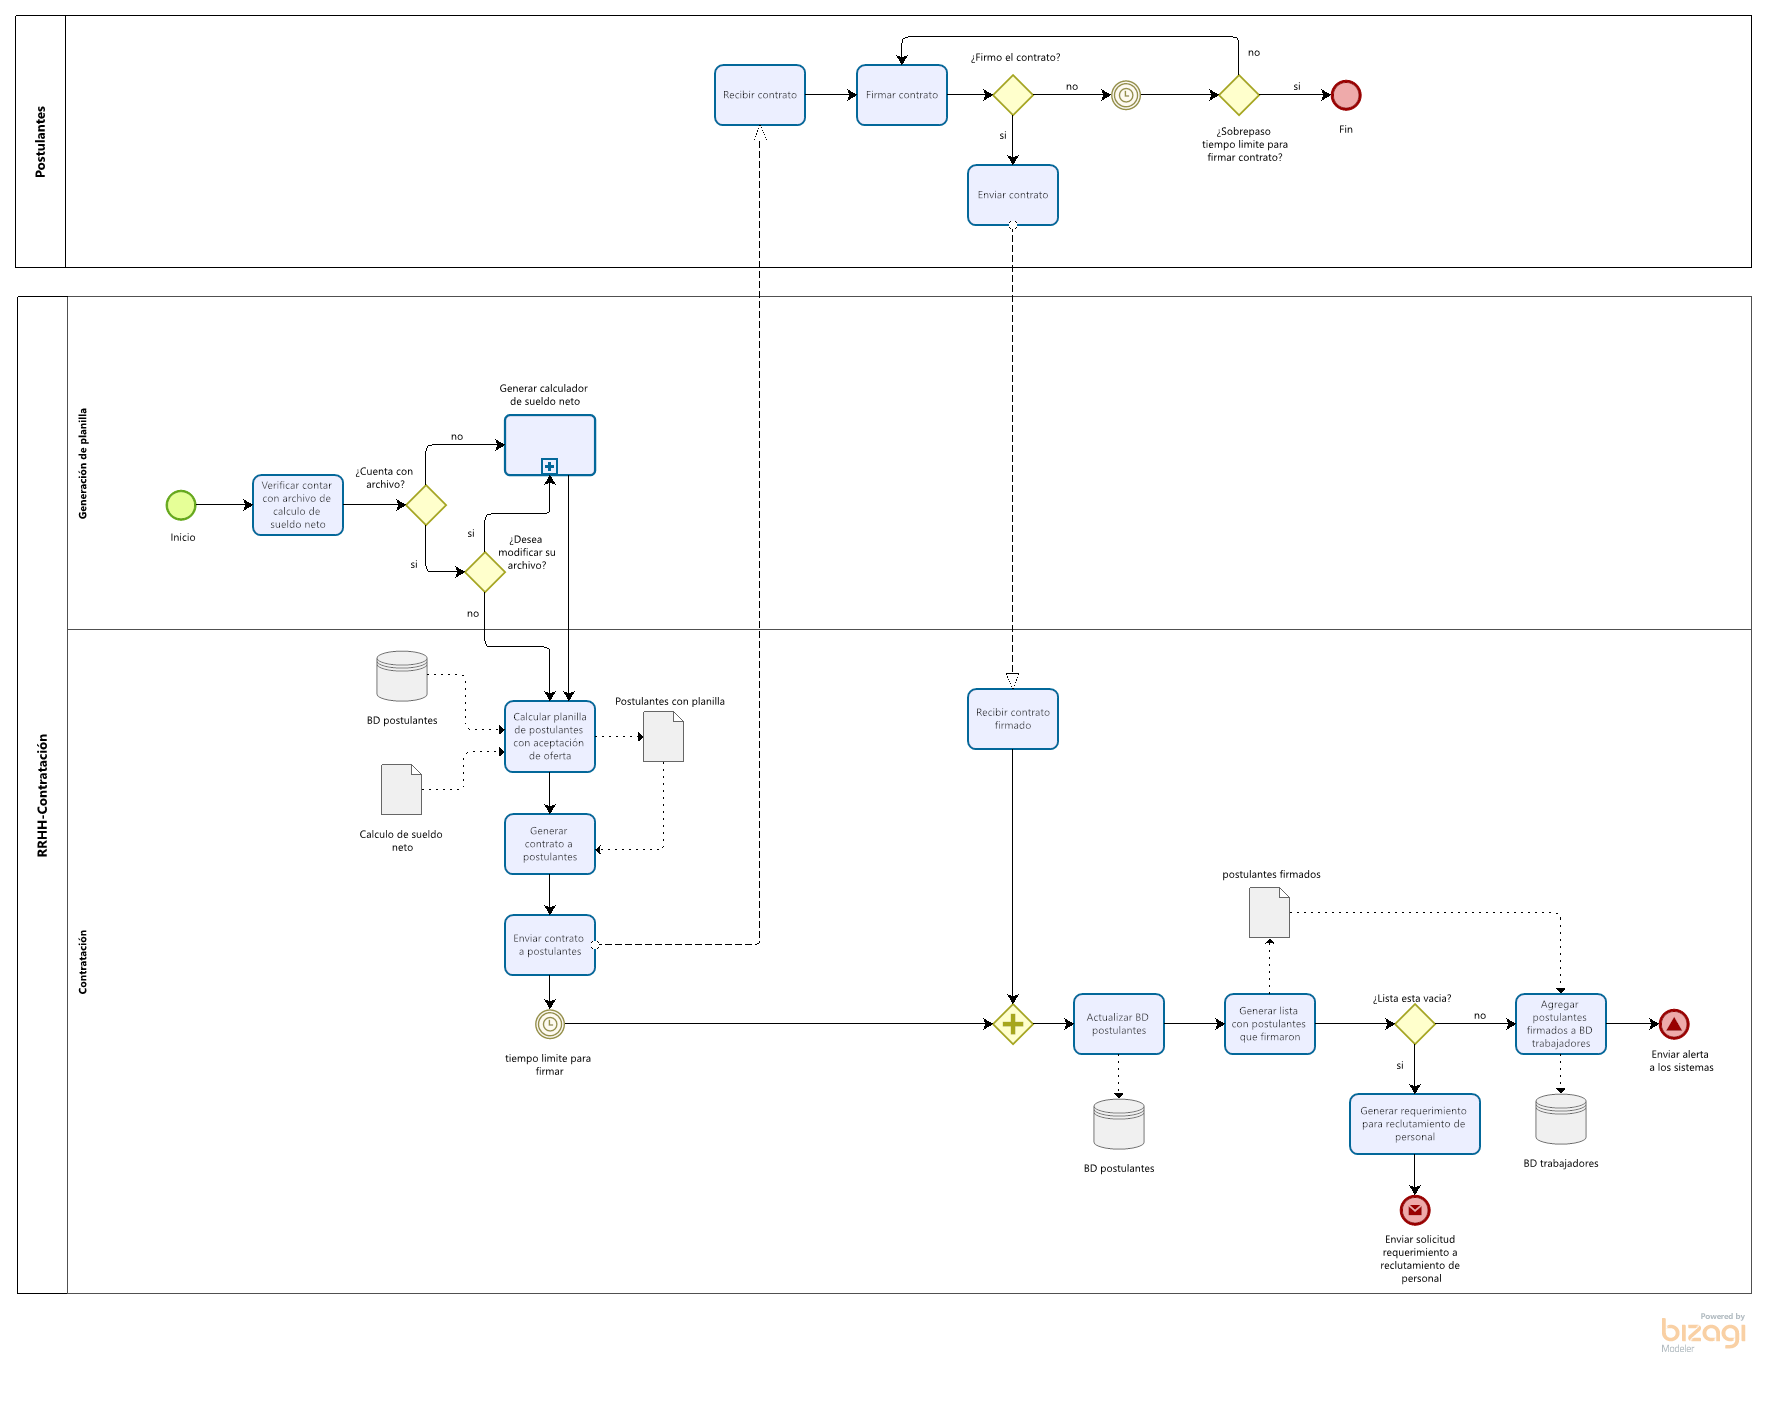 Postulantes
Recibir contrato
Firmar contrato
¿Firmo el contrato?
no
si
Enviar contrato
no
¿Sobrepaso
tiempo limite para
firmar contrato?
si
Fin
RRHH-Contratación
Generación de planilla
Inicio
Verificar contar
con archivo de
calculo de
sueldo neto
¿Cuenta con
archivo?
no
si
Generar calculador
de sueldo neto
si
¿Desea
modificar su
archivo?
no
Contratación
BD postulantes
Calculo de sueldo
neto
Calcular planilla
de postulantes
con aceptación
de oferta
Postulantes con planilla
Generar
contrato a
postulantes
Enviar contrato
a postulantes
tiempo limite para
firmar
Recibir contrato
firmado
Actualizar BD
postulantes
BD postulantes
Generar lista
con postulantes
que firmaron
postulantes firmados
¿Lista esta vacia?
no
si
Agregar
postulantes
firmados a BD
trabajadores
BD trabajadores
Enviar alerta
a los sistemas
Generar requerimiento
para reclutamiento de
personal
Enviar solicitud
requerimiento a
reclutamiento de
personal
Powered by
bizagi
Modeler